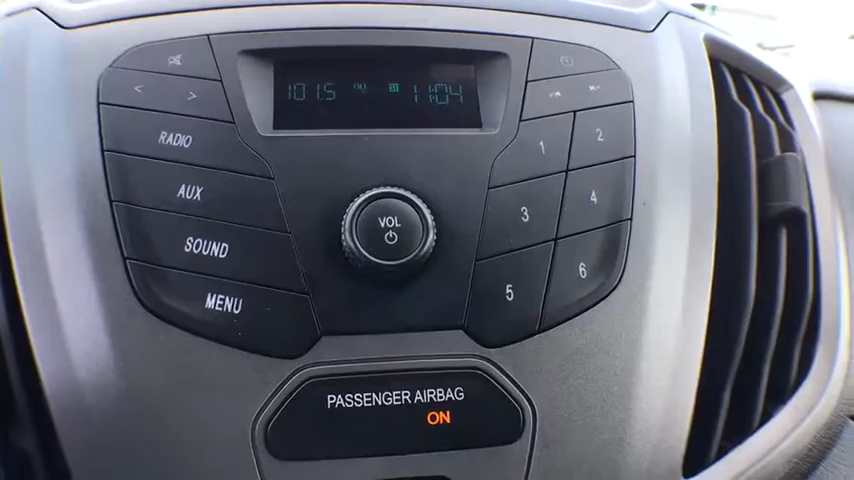 101.5 11:04
RADIO
AUX
SOUND
MENU
VOL
1 2
3 4
5 6
PASSENGER AIRBAG
ON